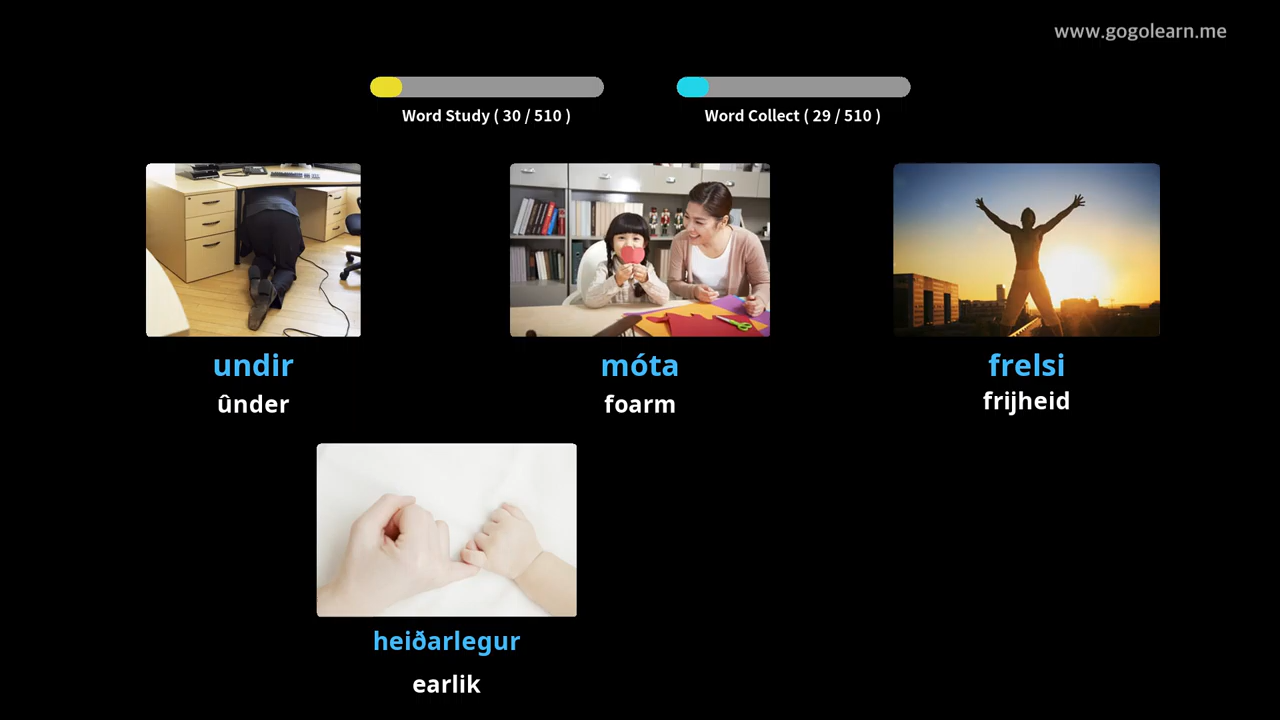 www.gogolearn.me
Word Study ( 30 / 510 )
Word Collect ( 29 / 510 )
undir
ûnder
móta
foarm
frelsi
frijheid
heiðarlegur
earlik